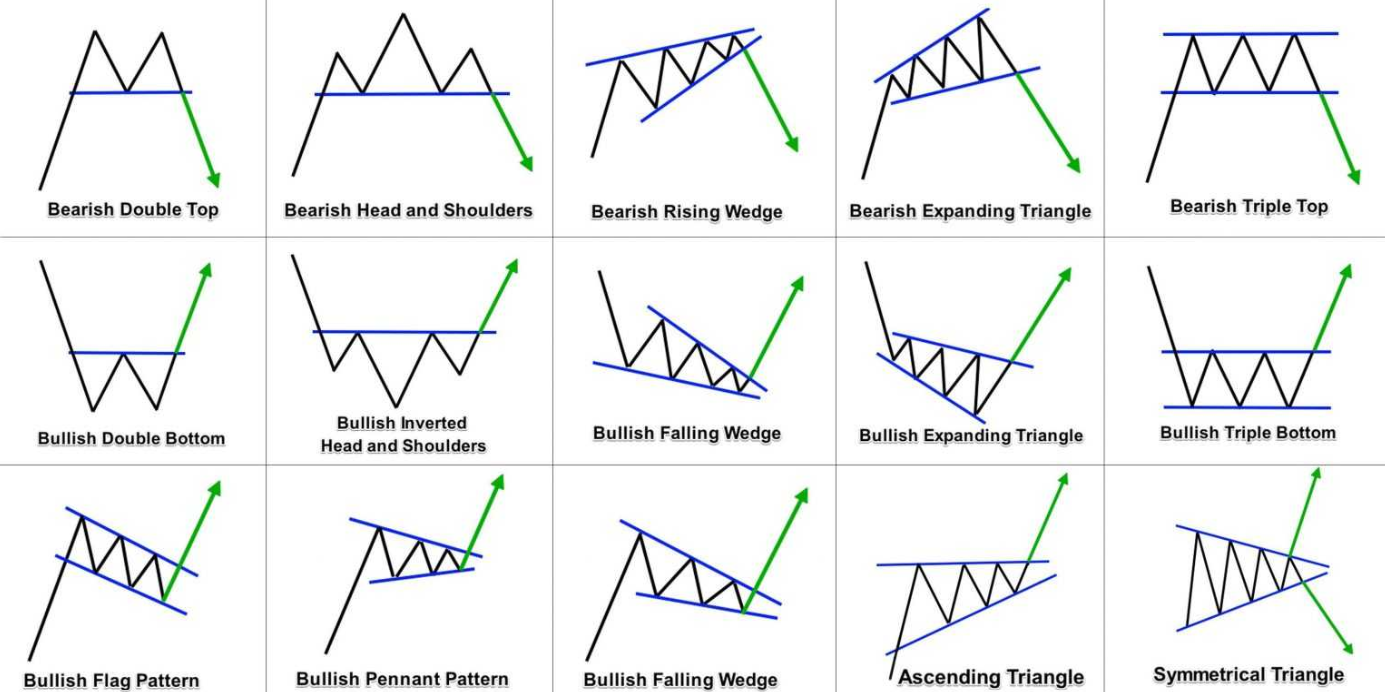 Bearish Double Top
Bearish Head and Shoulders
Bearish Rising Wedge
Bearish Expanding Triangle
Bearish Triple Top
Bullish Double Bottom
Bullish Inverted
Head and Shoulders
Bullish Falling Wedge
Bullish Expanding Triangle
Bullish Triple Bottom
Bullish Flag Pattern
Bullish Pennant Pattern
Bullish Falling Wedge
Ascending Triangle
Symmetrical Triangle